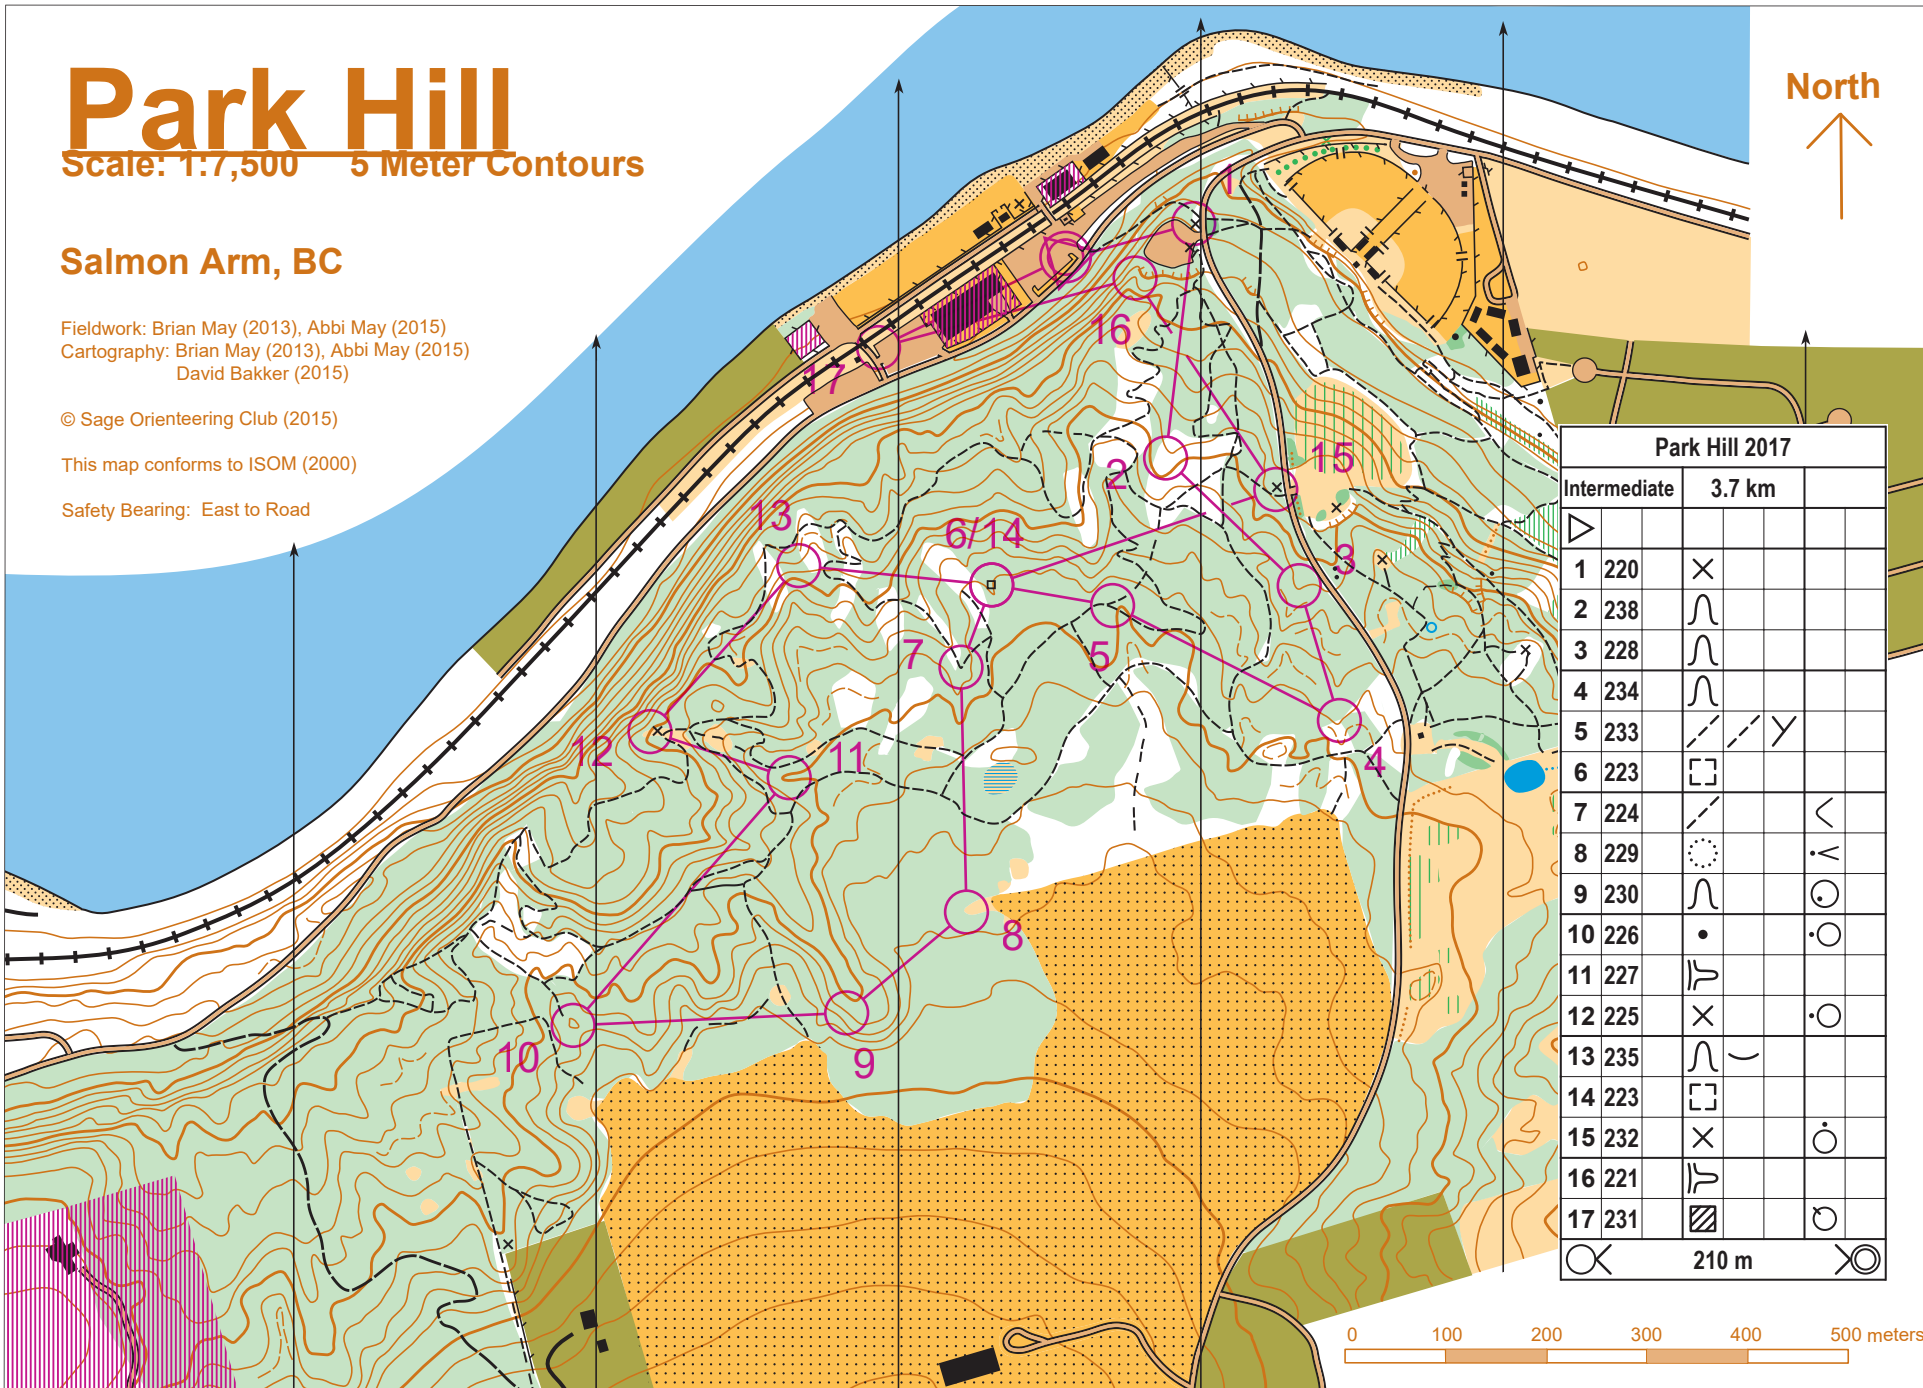 Park Hill
Scale: 1:7,500 5 Meter Contours
North
Salmon Arm, BC
Fieldwork: Brian May (2013), Abbi May (2015)
Cartography: Brian May (2013), Abbi May (2015)
David Bakker (2015)
© Sage Orienteering Club (2015)
This map conforms to ISOM (2000)
Safety Bearing: East to Road
1
16
17
2
15
13
6/14
3
7
5
12
11
4
8
10
9
Park Hill 2017
Intermediate 3.7 km
1 220
2 238
3 228
4 234
5 233
6 223
7 224
8 229
9 230
10 226
11 227
12 225
13 235
14 223
15 232
16 221
17 231
210 m
0 100 200 300 400 500 meters